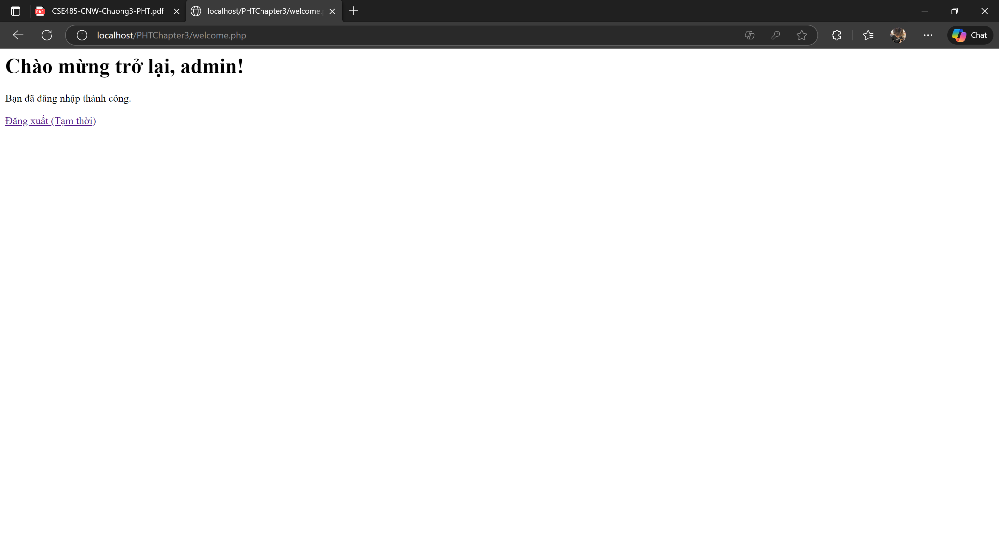 CSE485-CNW-Chuong3-PHT.pdf
localhost/PHTChapter3/welcome.
localhost/PHTChapter3/welcome.php
Chat
Chào mừng trở lại, admin!
Bạn đã đăng nhập thành công.
Đăng xuất (Tạm thời)